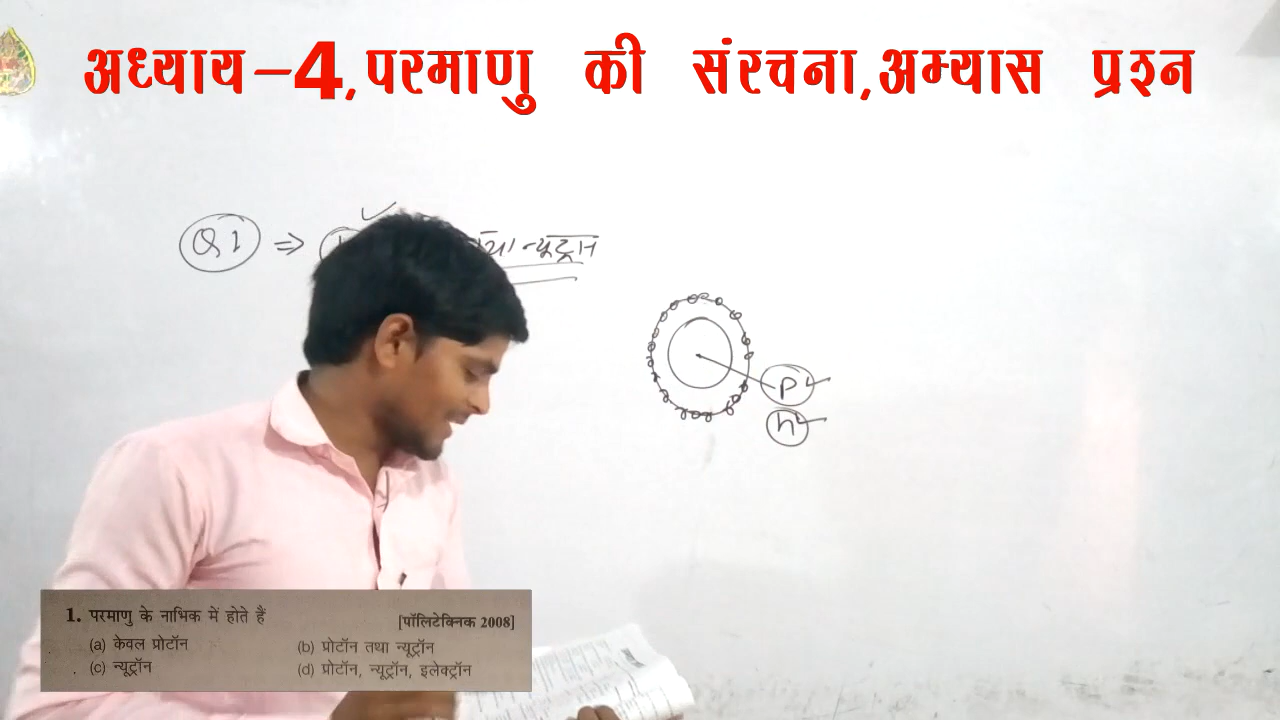 अध्याय-4,परमाणु की संरचना,अभ्यास प्रश्न
Q1 ⇒ न्यूट्रान
P
n
1. परमाणु के नाभिक में होते हैं [पॉलिटेक्निक 2008]
(a) केवल प्रोटॉन (b) प्रोटॉन तथा न्यूट्रॉन
(c) न्यूट्रॉन (d) प्रोटॉन, न्यूट्रॉन, इलेक्ट्रॉन